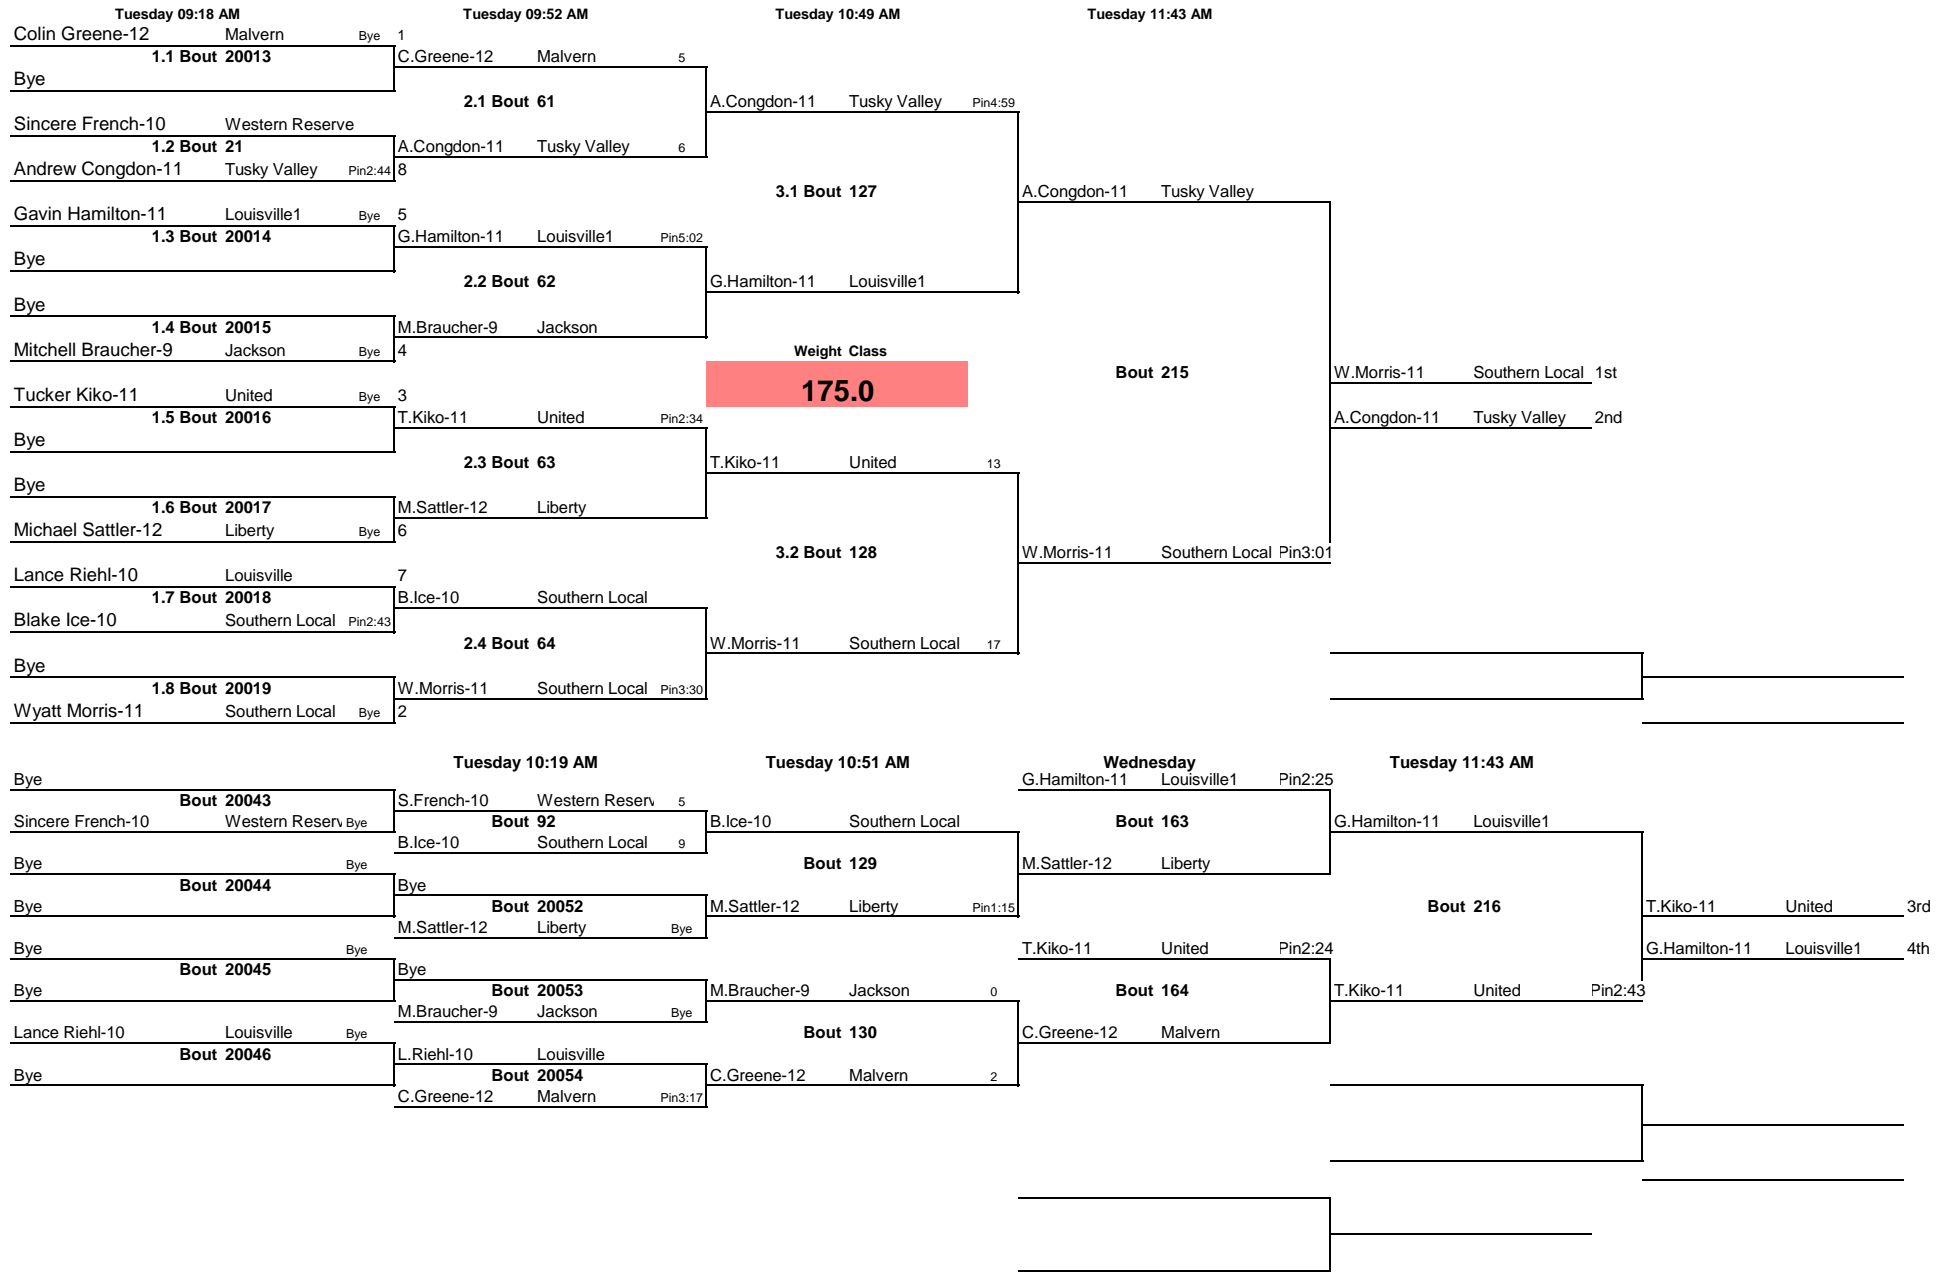 Tuesday 09:18 AM Tuesday 09:52 AM Tuesday 10:49 AM Tuesday 11:43 AM
Colin Greene-12 Malvern Bye 1
1.1 Bout 20013 C.Greene-12 Malvern 5
Bye
2.1 Bout 61 A.Congdon-11 Tusky Valley Pin4:59
Sincere French-10 Western Reserve
1.2 Bout 21 A.Congdon-11 Tusky Valley 6
Andrew Congdon-11 Tusky Valley Pin2:44 8
3.1 Bout 127 A.Congdon-11 Tusky Valley
Gavin Hamilton-11 Louisville1 Bye 5
1.3 Bout 20014 G.Hamilton-11 Louisville1 Pin5:02
Bye
2.2 Bout 62 G.Hamilton-11 Louisville1
Bye
1.4 Bout 20015 M.Braucher-9 Jackson
Mitchell Braucher-9 Jackson Bye 4 Weight Class
Bout 215 W.Morris-11 Southern Local 1st
Tucker Kiko-11 United Bye 3 175.0
1.5 Bout 20016 T.Kiko-11 United Pin2:34 A.Congdon-11 Tusky Valley 2nd
Bye
2.3 Bout 63 T.Kiko-11 United 13
Bye
1.6 Bout 20017 M.Sattler-12 Liberty
Michael Sattler-12 Liberty Bye 6
3.2 Bout 128 W.Morris-11 Southern Local Pin3:01
Lance Riehl-10 Louisville 7
1.7 Bout 20018 B.Ice-10 Southern Local
Blake Ice-10 Southern Local Pin2:43
2.4 Bout 64 W.Morris-11 Southern Local 17
Bye
1.8 Bout 20019 W.Morris-11 Southern Local Pin3:30
Wyatt Morris-11 Southern Local Bye 2
Tuesday 10:19 AM Tuesday 10:51 AM Wednesday Tuesday 11:43 AM
Bye G.Hamilton-11 Louisville1 Pin2:25
Bout 20043 S.French-10 Western Reserv 5
Sincere French-10 Western Reserv Bye Bout 92 B.Ice-10 Southern Local Bout 163 G.Hamilton-11 Louisville1
B.Ice-10 Southern Local 9
Bye Bye Bout 129 M.Sattler-12 Liberty
Bout 20044 Bye
Bye Bout 20052 M.Sattler-12 Liberty Pin1:15 Bout 216 T.Kiko-11 United 3rd
M.Sattler-12 Liberty Bye
Bye Bye T.Kiko-11 United Pin2:24 G.Hamilton-11 Louisville1 4th
Bout 20045 Bye
Bye Bout 20053 M.Braucher-9 Jackson 0 Bout 164 T.Kiko-11 United Pin2:43
M.Braucher-9 Jackson Bye
Lance Riehl-10 Louisville Bye Bout 130 C.Greene-12 Malvern
Bout 20046 L.Riehl-10 Louisville
Bye Bout 20054 C.Greene-12 Malvern 2
C.Greene-12 Malvern Pin3:17